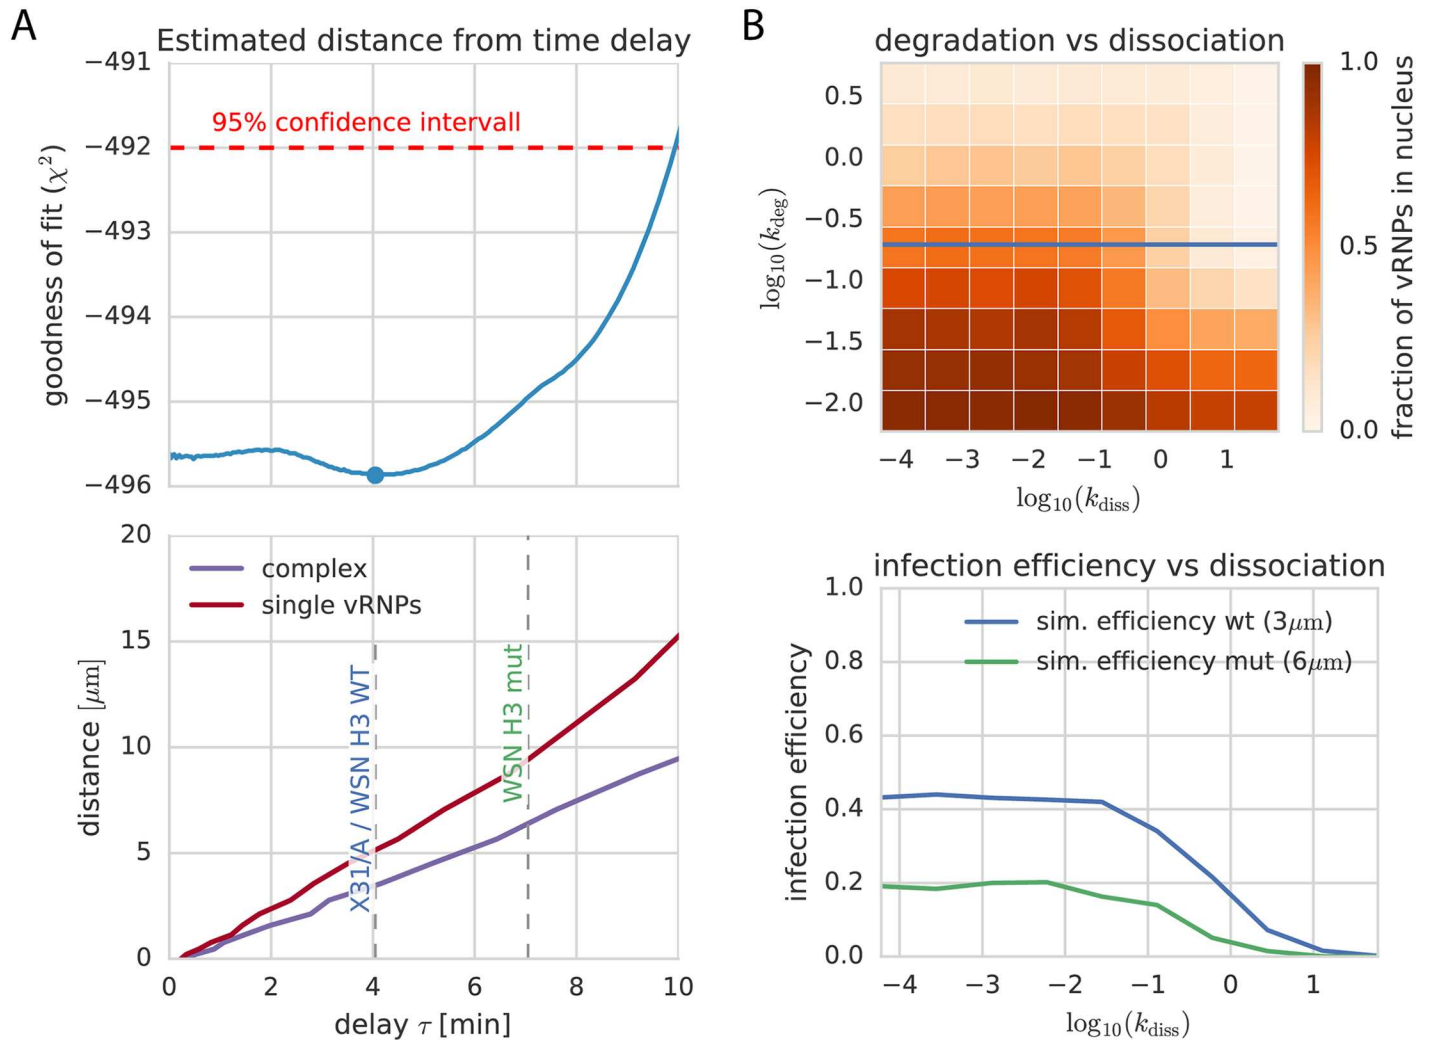 A
Estimated distance from time delay
−491
−492
−493
−494
−495
−496
goodness of fit (χ²)
95% confidence intervall
20
15
10
5
0
distance [μm]
complex
single vRNPs
X31/A / WSN H3 WT
WSN H3 mut
0 2 4 6 8 10
delay τ [min]
B
degradation vs dissociation
0.5
0.0
−0.5
−1.0
−1.5
−2.0
log₁₀(k_deg)
−4 −3 −2 −1 0 1
log₁₀(k_diss)
1.0
0.5
0.0
fraction of vRNPs in nucleus
infection efficiency vs dissociation
1.0
0.8
0.6
0.4
0.2
0.0
infection efficiency
sim. efficiency wt (3μm)
sim. efficiency mut (6μm)
−4 −3 −2 −1 0 1
log₁₀(k_diss)